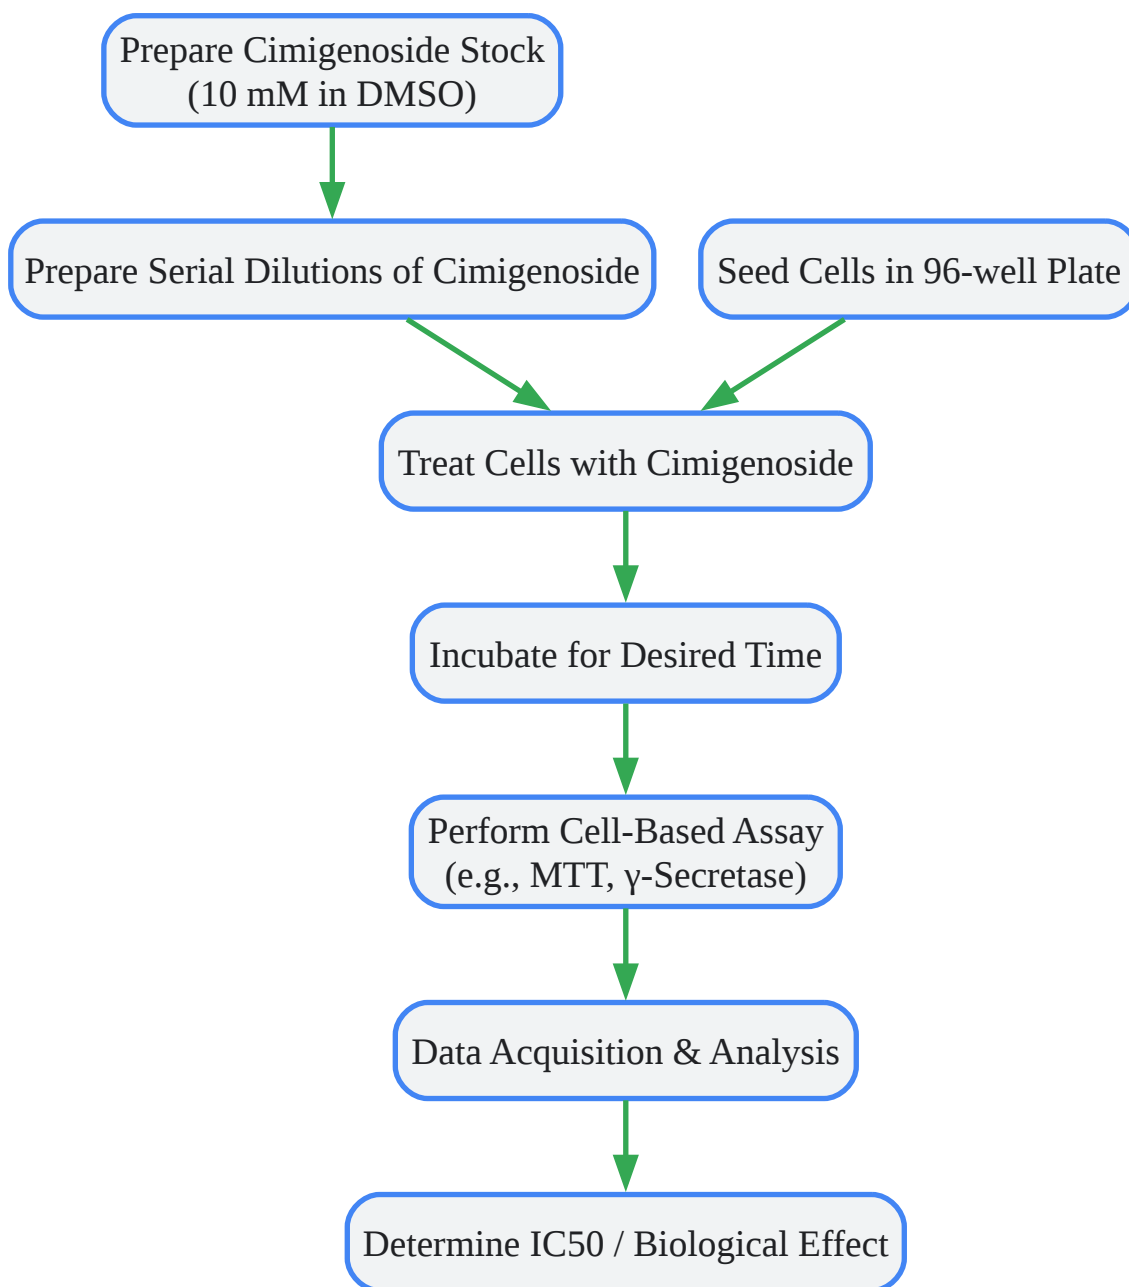 Prepare Cimigenoside Stock
(10 mM in DMSO)
Prepare Serial Dilutions of Cimigenoside
Seed Cells in 96-well Plate
Treat Cells with Cimigenoside
Incubate for Desired Time
Perform Cell-Based Assay
(e.g., MTT, γ-Secretase)
Data Acquisition & Analysis
Determine IC50 / Biological Effect